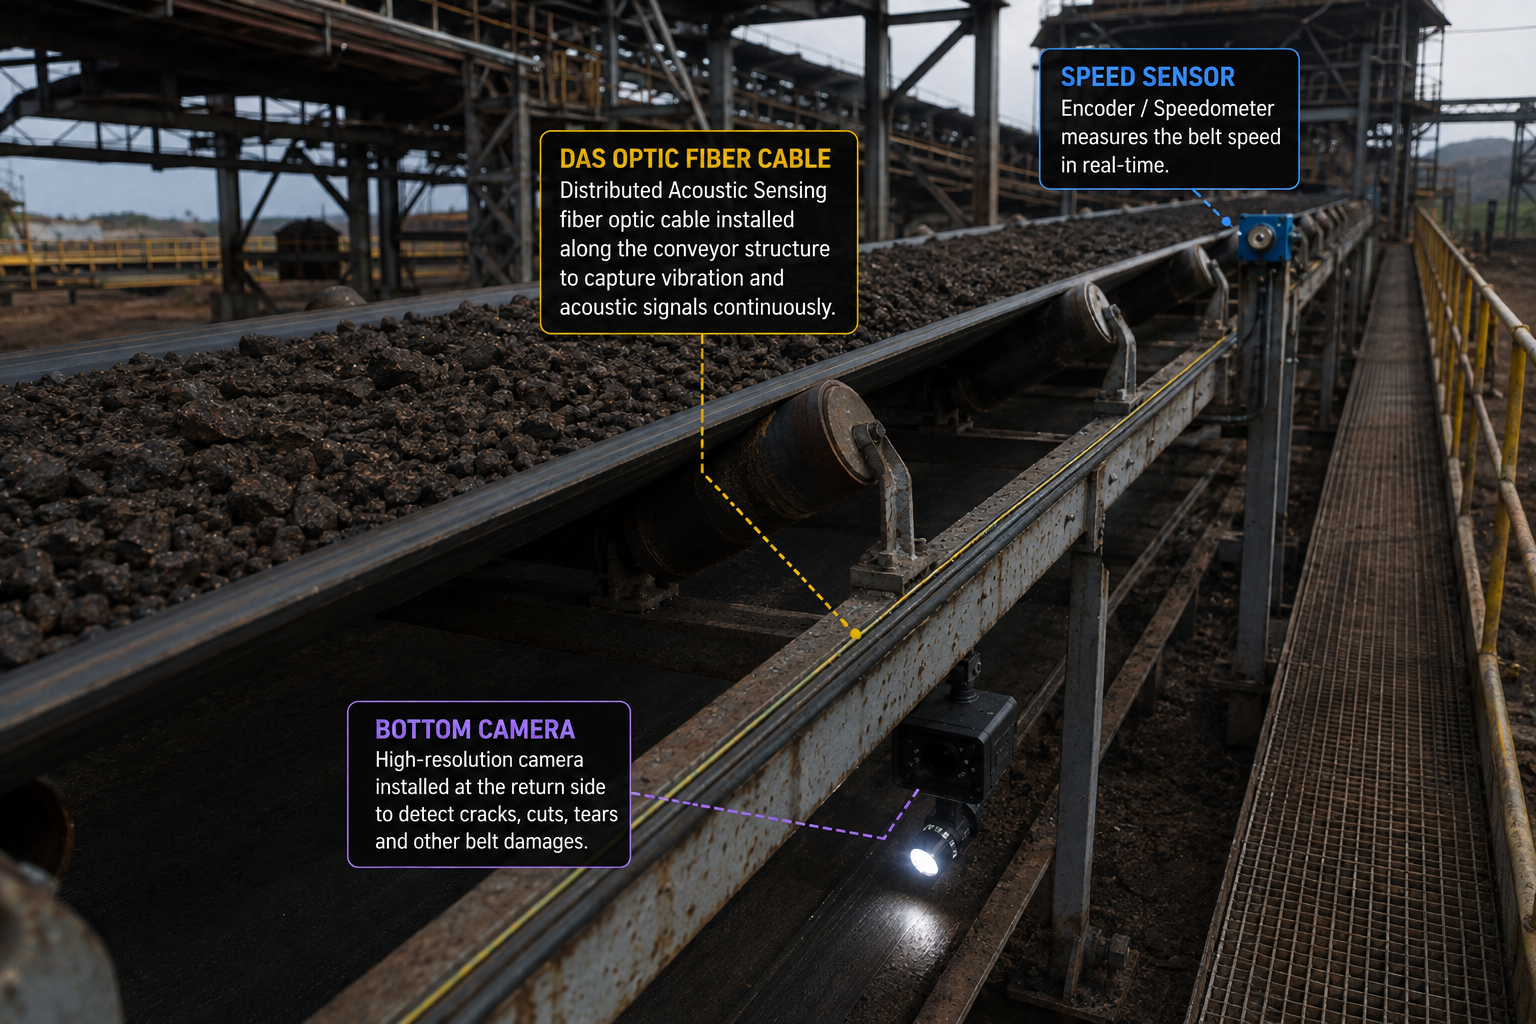 SPEED SENSOR
Encoder / Speedometer
measures the belt speed
in real-time.
DAS OPTIC FIBER CABLE
Distributed Acoustic Sensing
fiber optic cable installed
along the conveyor structure
to capture vibration and
acoustic signals continuously.
BOTTOM CAMERA
High-resolution camera
installed at the return side
to detect cracks, cuts, tears
and other belt damages.